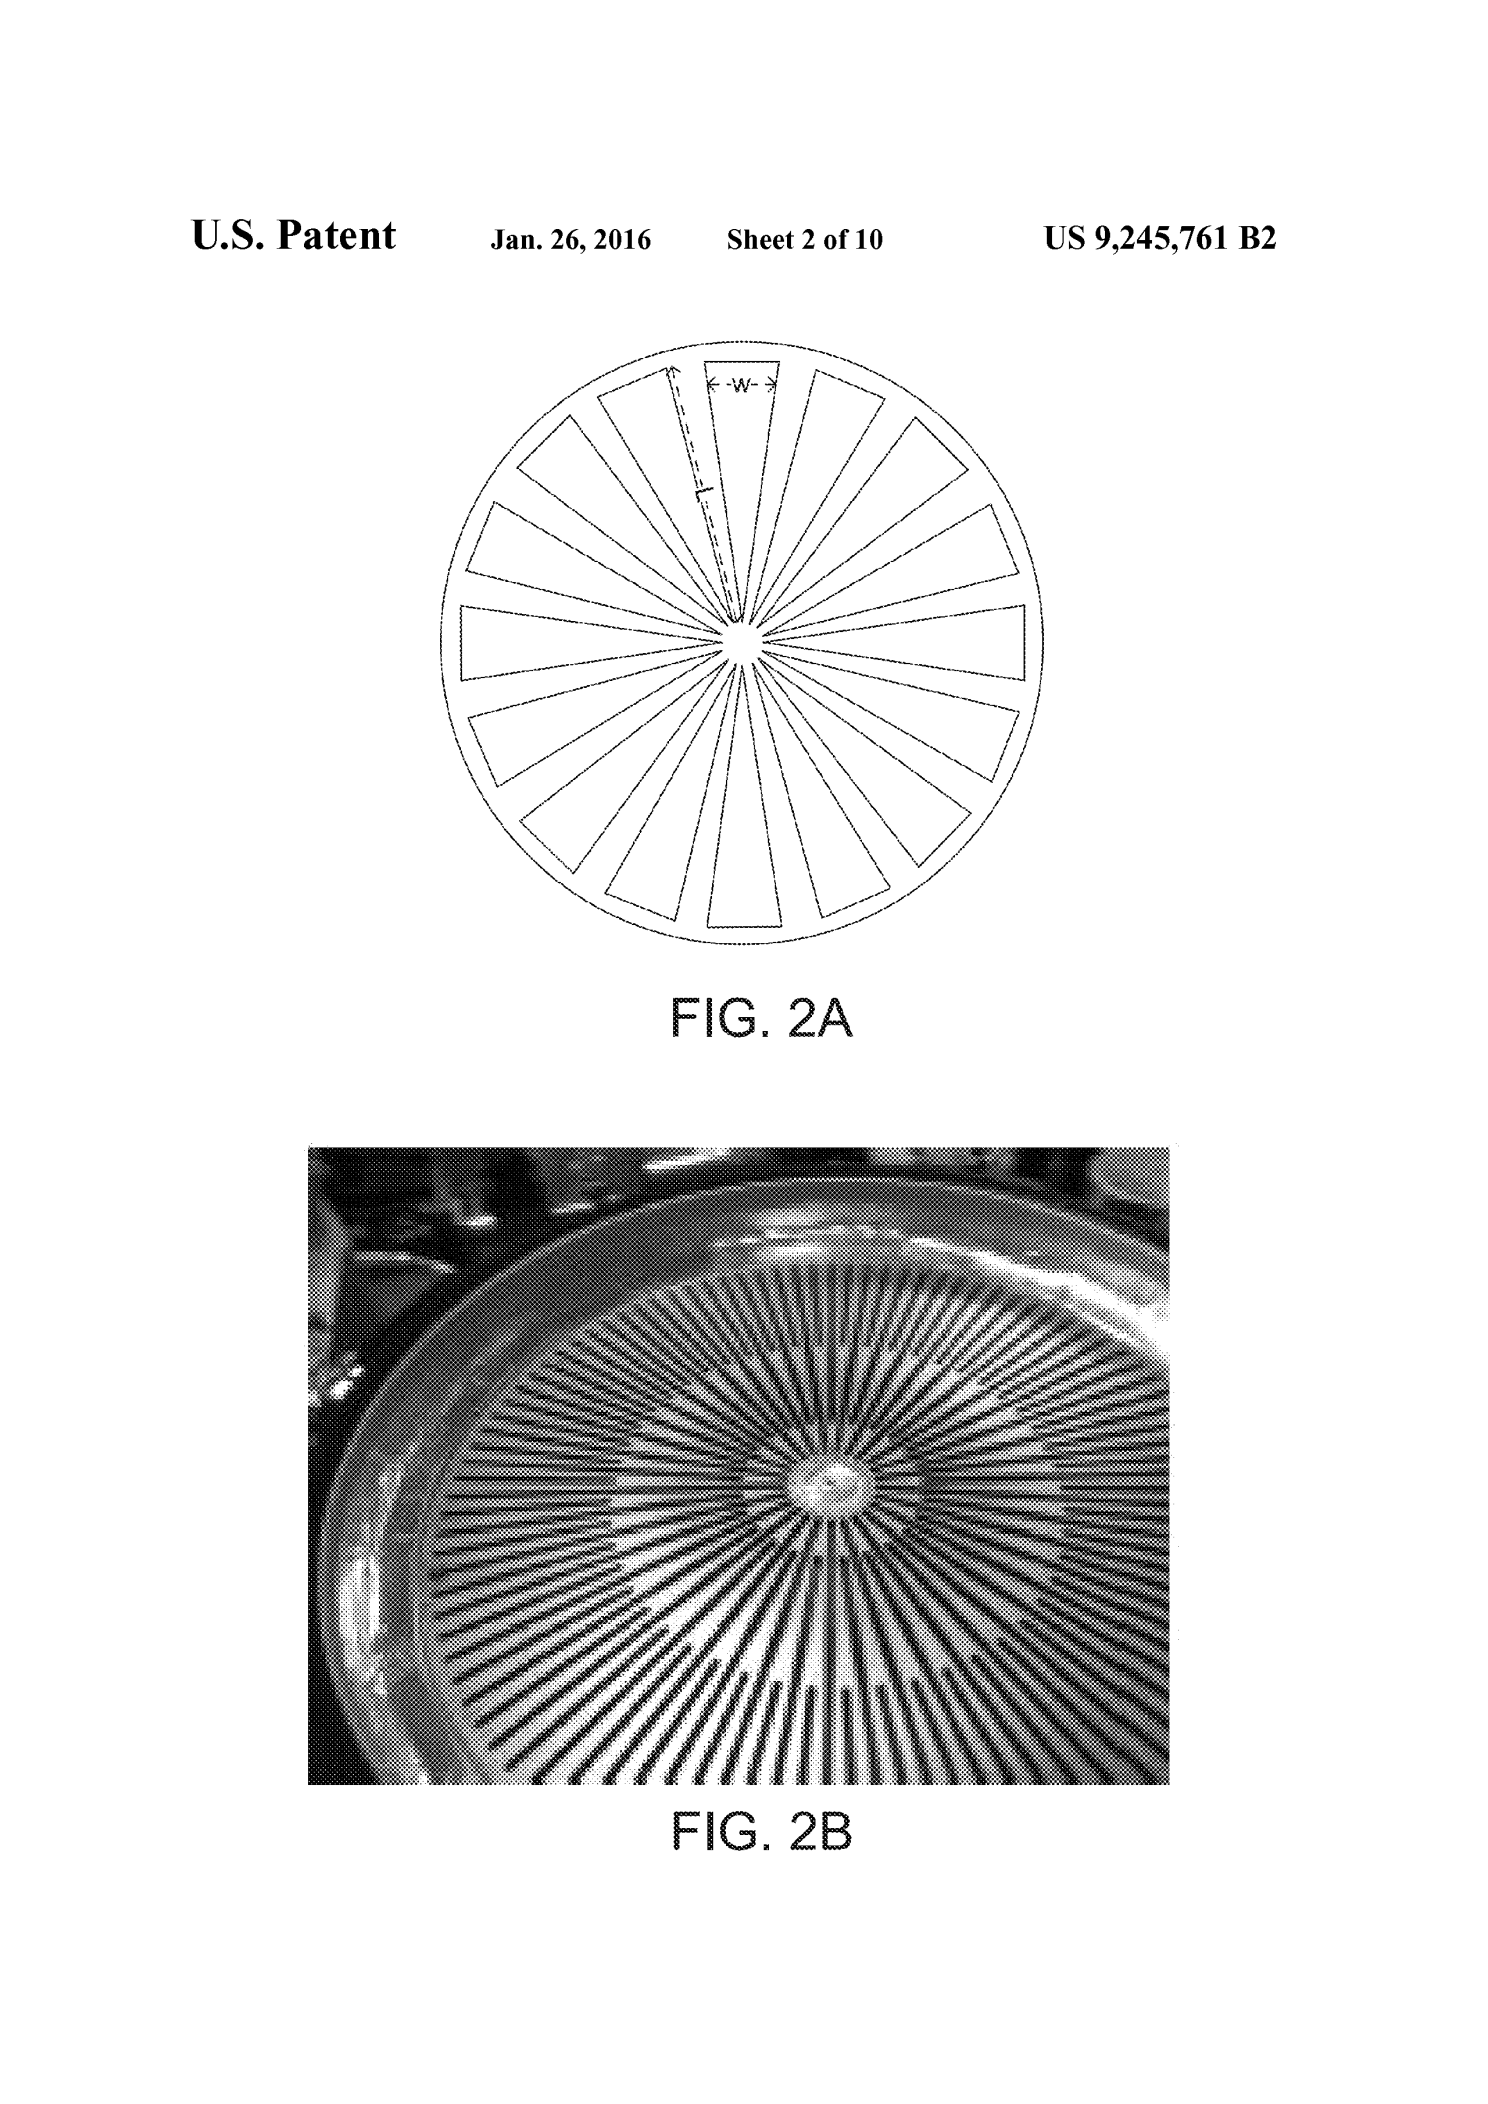 U.S. Patent Jan. 26, 2016 Sheet 2 of 10 US 9,245,761 B2
W
L
FIG. 2A
FIG. 2B